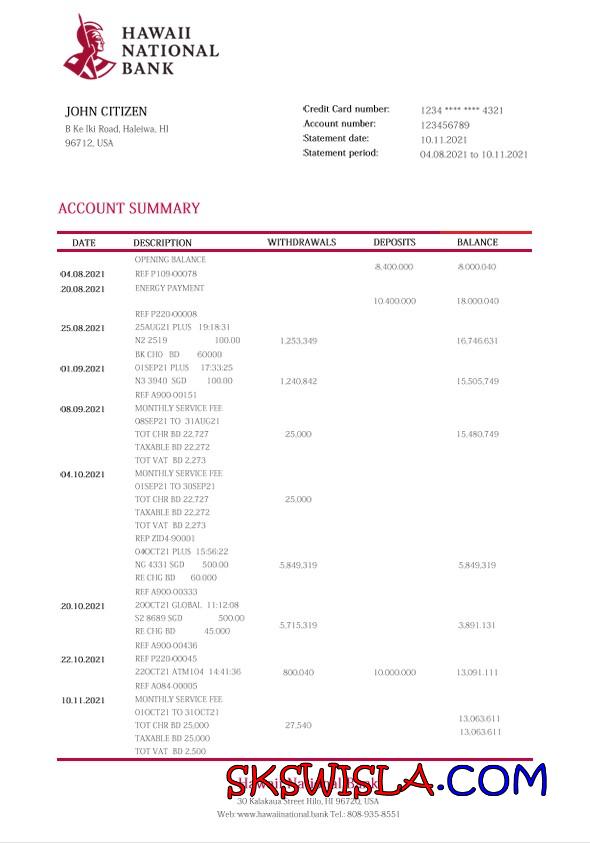 HAWAII
NATIONAL
BANK
JOHN CITIZEN
B Ke Iki Road, Haleiwa, HI
96712, USA
Credit Card number: 1234 **** **** 4321
Account number: 123456789
Statement date: 10.11.2021
Statement period: 04.08.2021 to 10.11.2021
ACCOUNT SUMMARY
DATE DESCRIPTION WITHDRAWALS DEPOSITS BALANCE
OPENING BALANCE
8,400.000 8.000.040
04.08.2021 REF P109-00078
20.08.2021 ENERGY PAYMENT
10.400.000 18.000.040
REF P220-00008
25.08.2021 25AUG21 PLUS 19:18:31
N2 2519 100.00 1,253,349 16,746.631
BK CHO BD 60000
01.09.2021 01SEP21 PLUS 17:33:25
N3 3940 SGD 100.00 1,240,842 15,505,749
REF A900-00151
08.09.2021 MONTHLY SERVICE FEE
08SEP21 TO 31AUG21
TOT CHR BD 22,727 25,000 15,480,749
TAXABLE BD 22,272
TOT VAT BD 2,273
04.10.2021 MONTHLY SERVICE FEE
01SEP21 TO 30SEP21
TOT CHR BD 22,727 25,000
TAXABLE BD 22,272
TOT VAT BD 2,273
REP ZID4-90001
04OCT21 PLUS 15:56:22
NG 4331 SGD 500.00 5,849,319 5,849,319
RE CHG BD 60.000
REF A900-00333
20.10.2021 20OCT21 GLOBAL 11:12:08
S2 8689 SGD 500.00
5,715,319 3,891.131
RE CHG BD 45:000
REF A900-00436
22.10.2021 REF P220-00045
22OCT21 ATM104 14:41:36 800.040 10.000.000 13,091.111
REF A084-00005
10.11.2021 MONTHLY SERVICE FEE
01OCT21 TO 31OCT21
13,063.611
TOT CHR BD 25,000 27,540
13,063.611
TAXABLE BD 25,000
TOT VAT BD 2,500
Hawaii National Bank
SKSWISLA.COM
30 Kalakaua Street Hilo, HI 96720, USA
Web: www.hawaiinational.bank Tel.: 808-935-8551